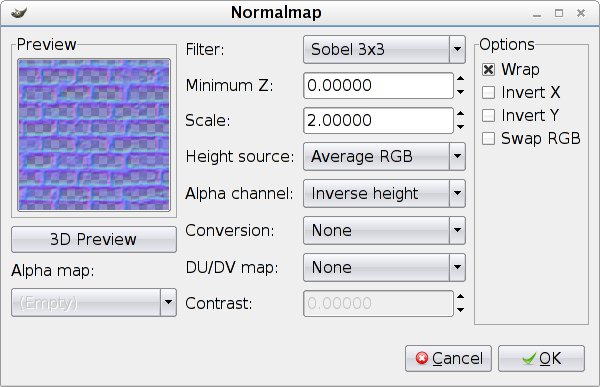 Normalmap
Preview
3D Preview
Alpha map:
(Empty)
Filter: Sobel 3x3
Minimum Z: 0.00000
Scale: 2.00000
Height source: Average RGB
Alpha channel: Inverse height
Conversion: None
DU/DV map: None
Contrast: 0.00000
Options
Wrap
Invert X
Invert Y
Swap RGB
Cancel
OK